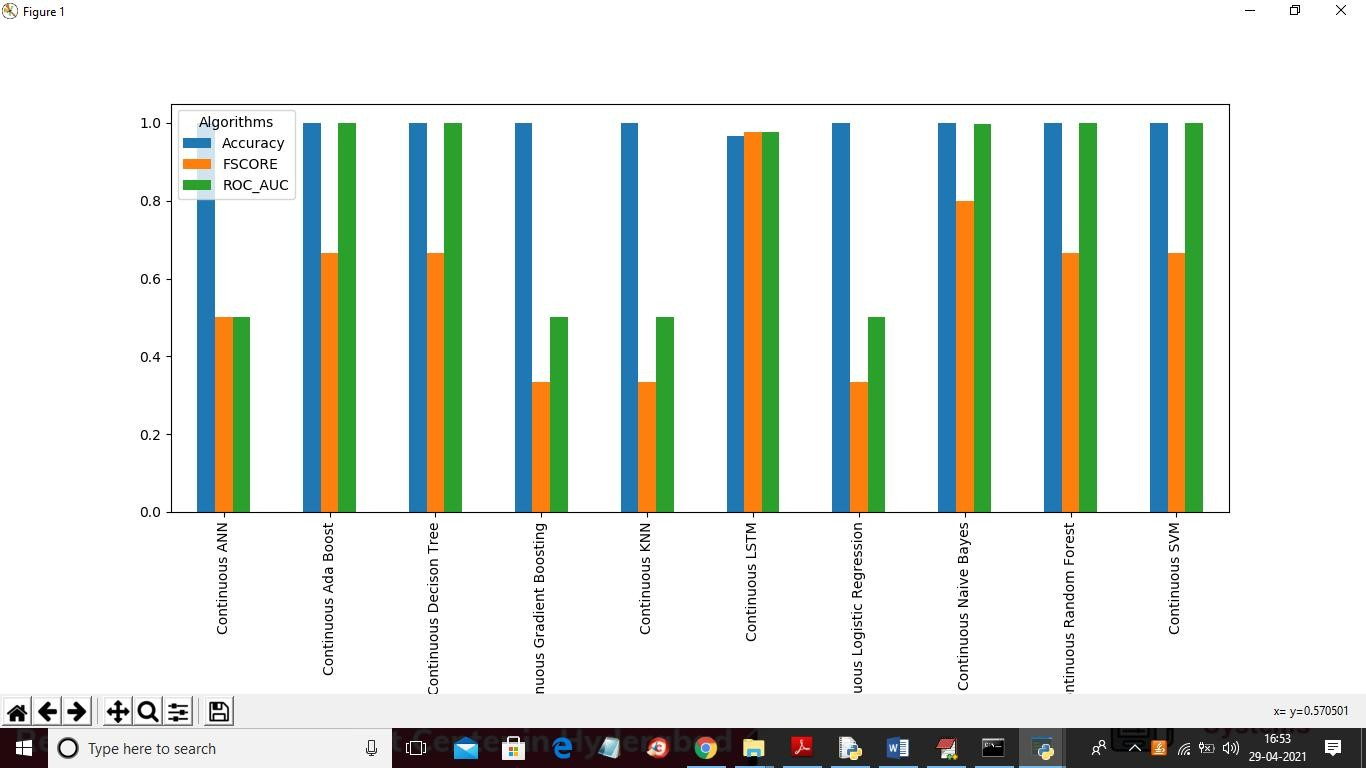 Figure 1
Algorithms
Accuracy
FSCORE
ROC_AUC
1.0
0.8
0.6
0.4
0.2
0.0
Continuous ANN
Continuous Ada Boost
Continuous Decison Tree
nuous Gradient Boosting
Continuous KNN
Continuous LSTM
uous Logistic Regression
Continuous Naive Bayes
ntinuous Random Forest
Continuous SVM
x= y=0.570501
Type here to search
16:53
29-04-2021